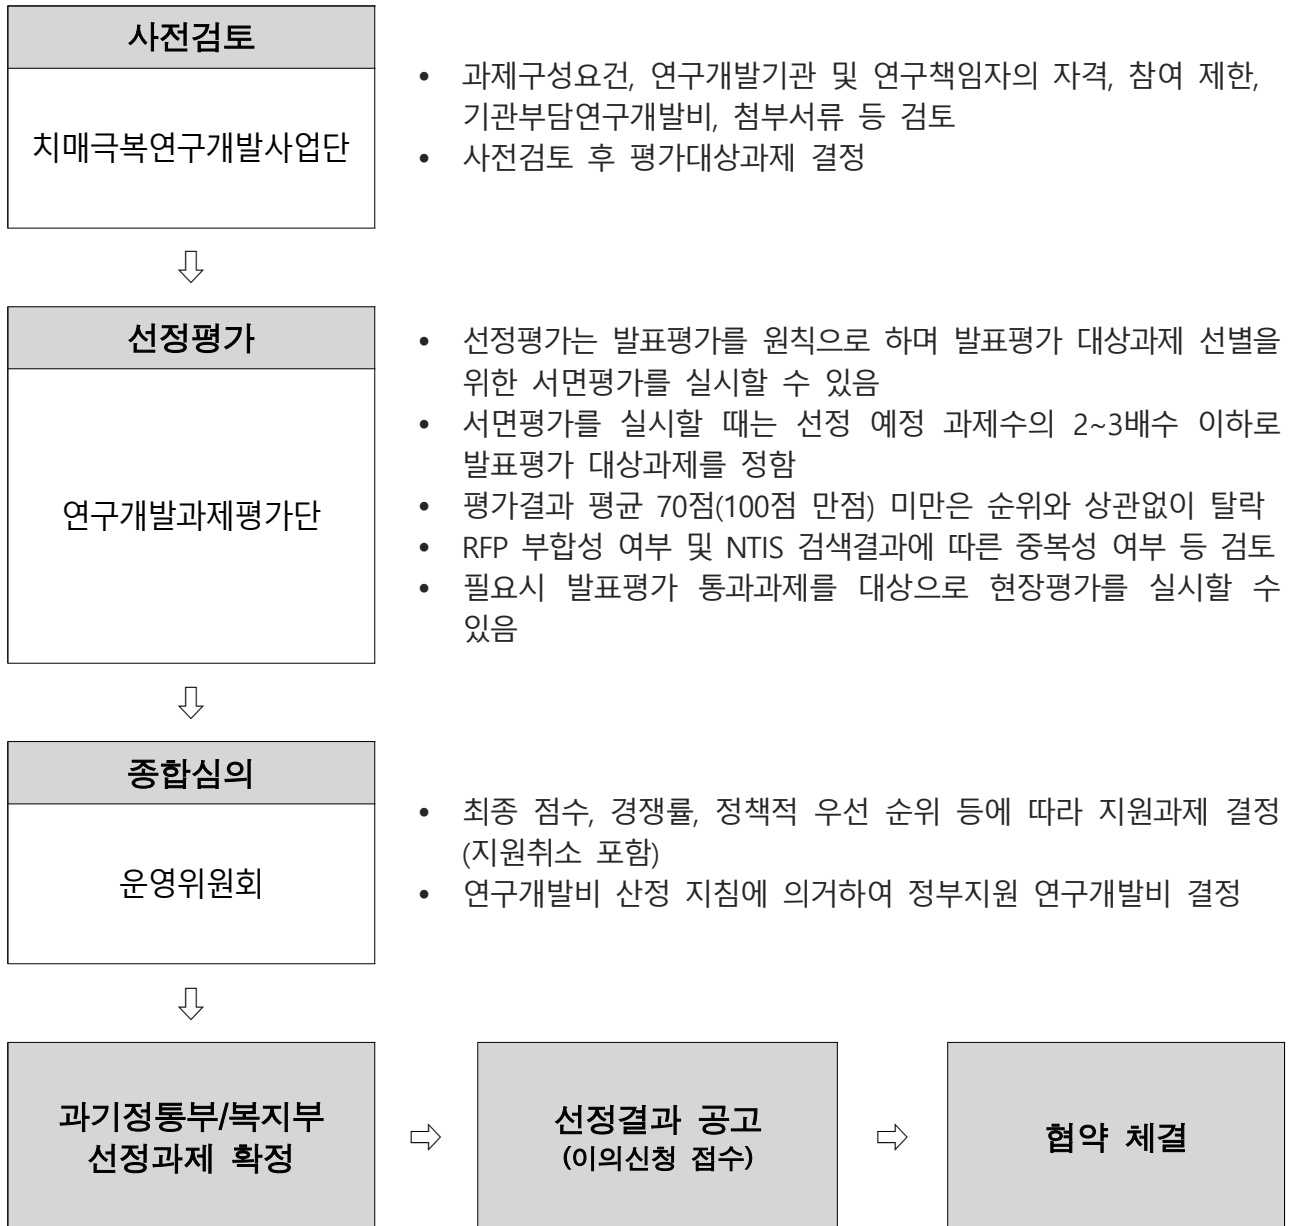 사전검토
치매극복연구개발사업단
• 과제구성요건, 연구개발기관 및 연구책임자의 자격, 참여 제한,
기관부담연구개발비, 첨부서류 등 검토
• 사전검토 후 평가대상과제 결정
⇩
선정평가
연구개발과제평가단
• 선정평가는 발표평가를 원칙으로 하며 발표평가 대상과제 선별을
위한 서면평가를 실시할 수 있음
• 서면평가를 실시할 때는 선정 예정 과제수의 2~3배수 이하로
발표평가 대상과제를 정함
• 평가결과 평균 70점(100점 만점) 미만은 순위와 상관없이 탈락
• RFP 부합성 여부 및 NTIS 검색결과에 따른 중복성 여부 등 검토
• 필요시 발표평가 통과과제를 대상으로 현장평가를 실시할 수
있음
⇩
종합심의
운영위원회
• 최종 점수, 경쟁률, 정책적 우선 순위 등에 따라 지원과제 결정
(지원취소 포함)
• 연구개발비 산정 지침에 의거하여 정부지원 연구개발비 결정
⇩
과기정통부/복지부
선정과제 확정
⇨
선정결과 공고
(이의신청 접수)
⇨
협약 체결